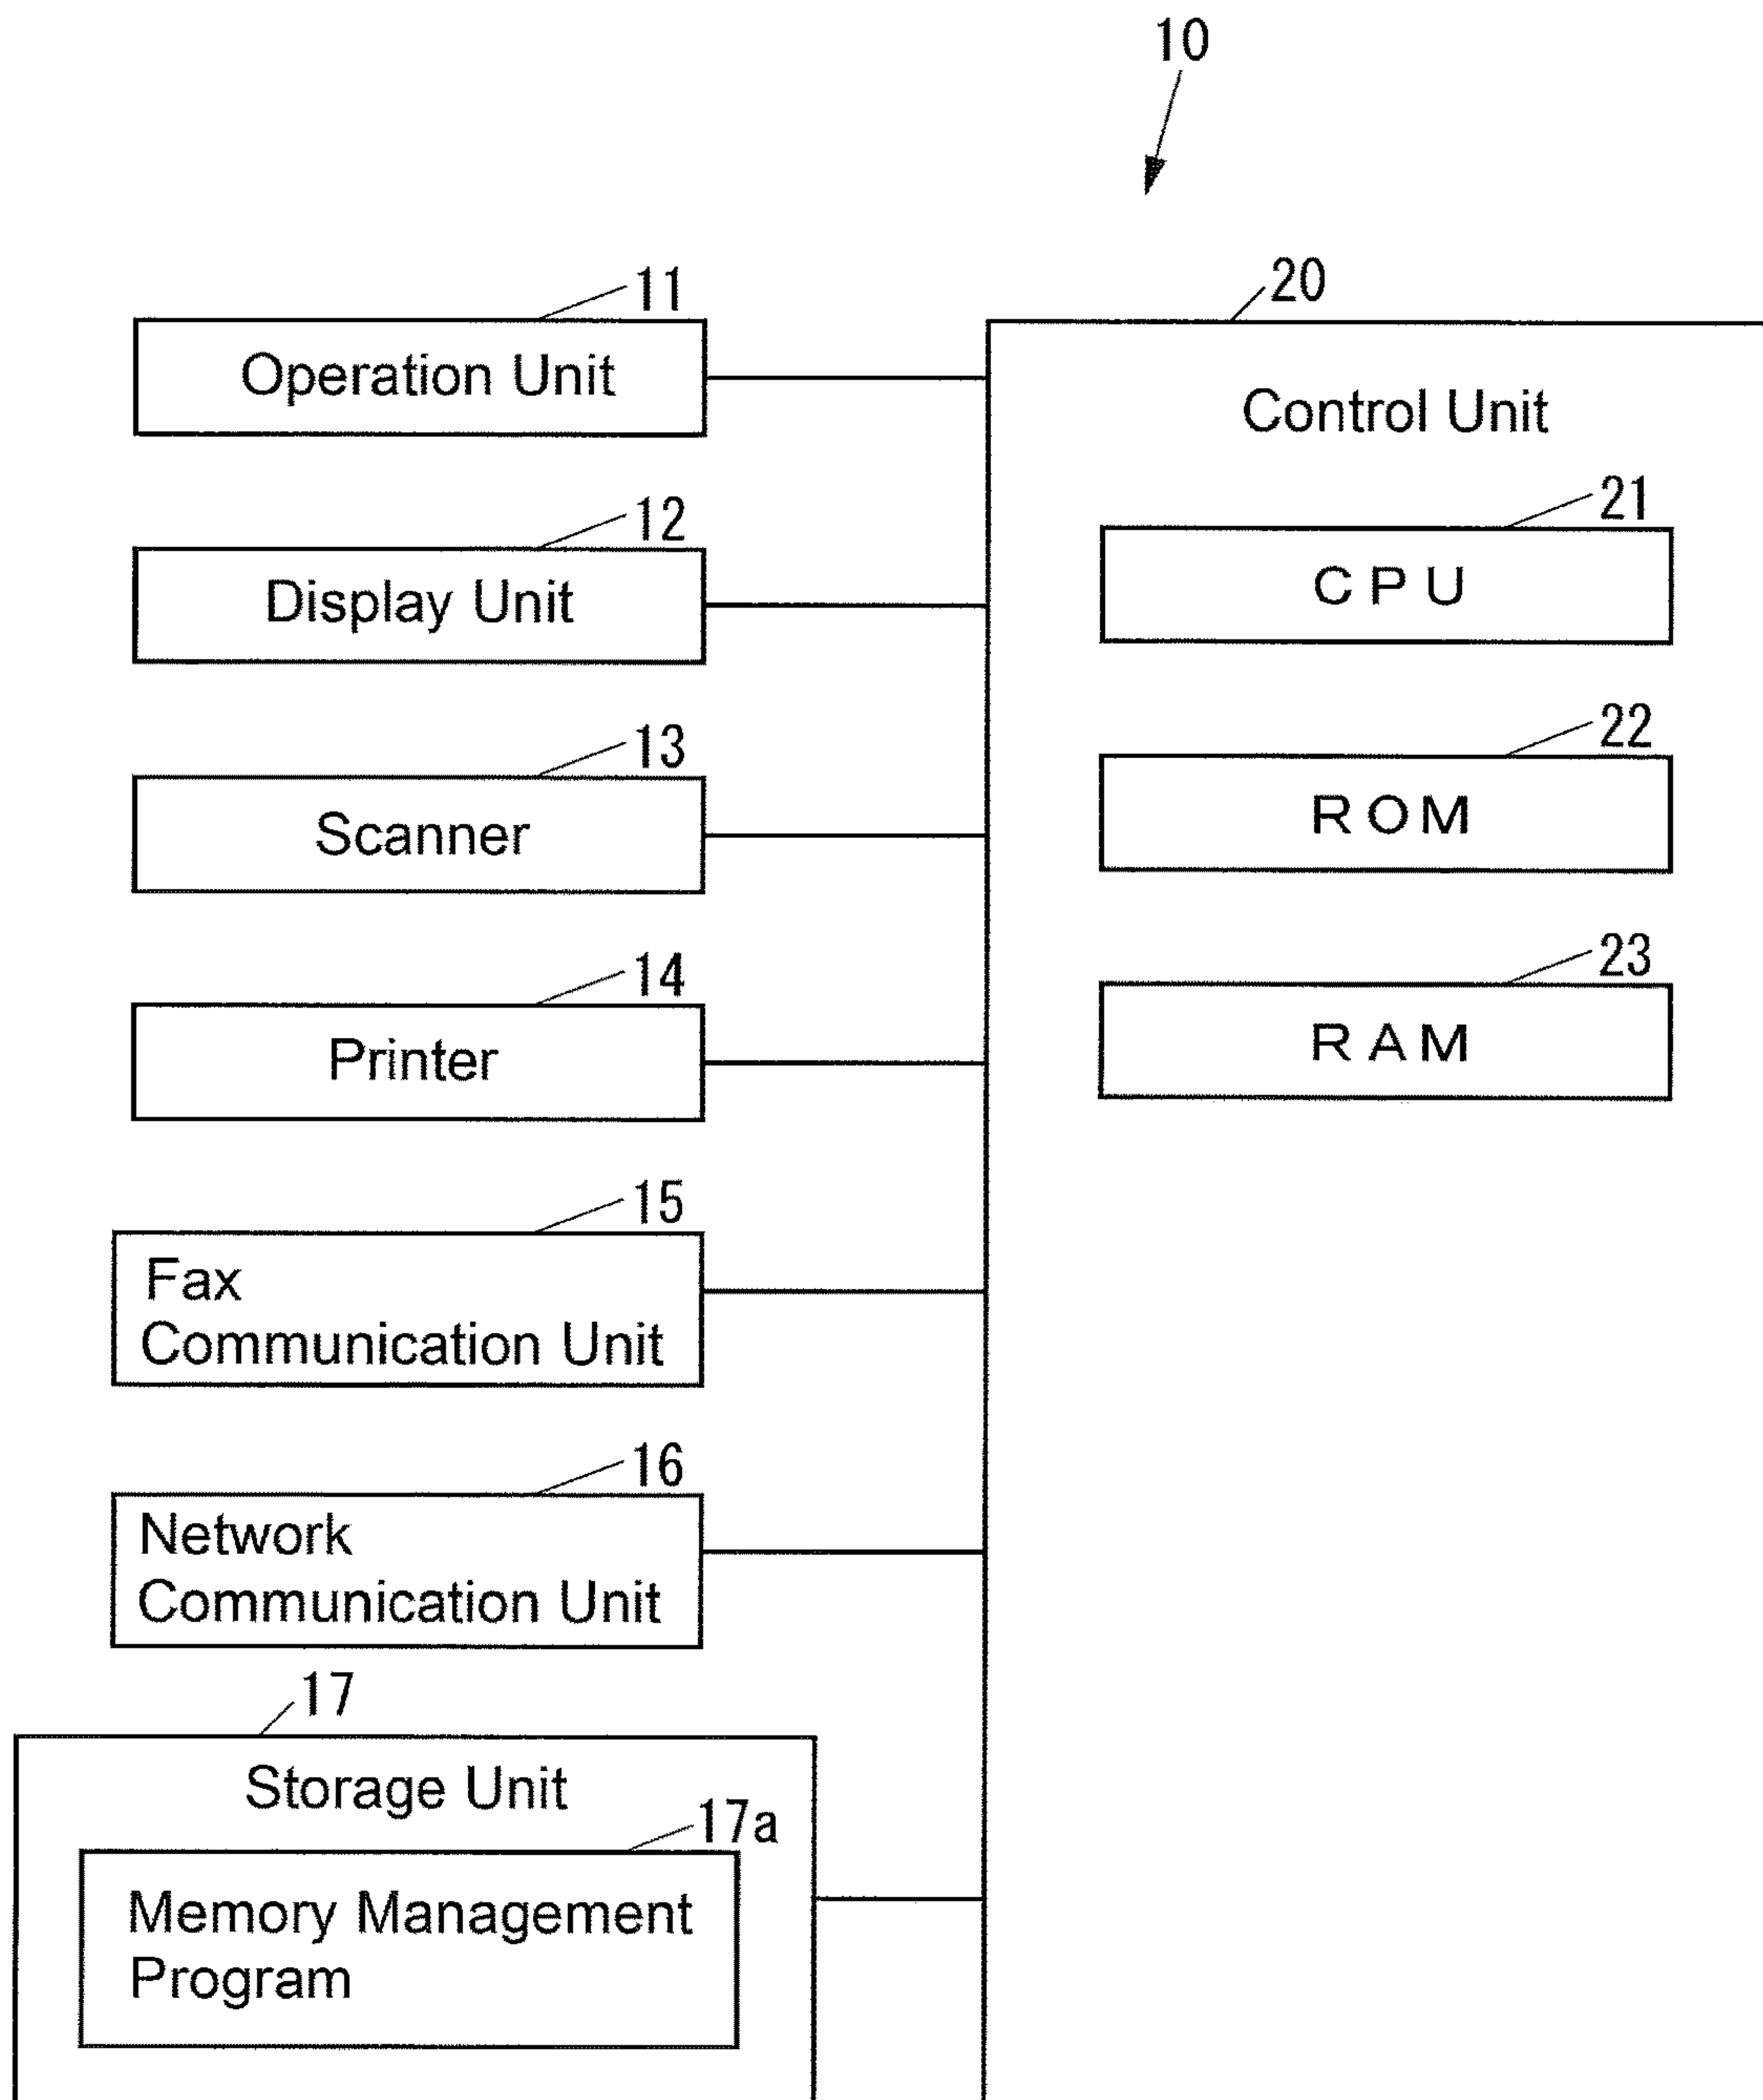 10
11
Operation Unit
12
Display Unit
13
Scanner
14
Printer
15
Fax
Communication Unit
16
Network
Communication Unit
17
Storage Unit
17a
Memory Management
Program
20
Control Unit
21
CPU
22
ROM
23
RAM